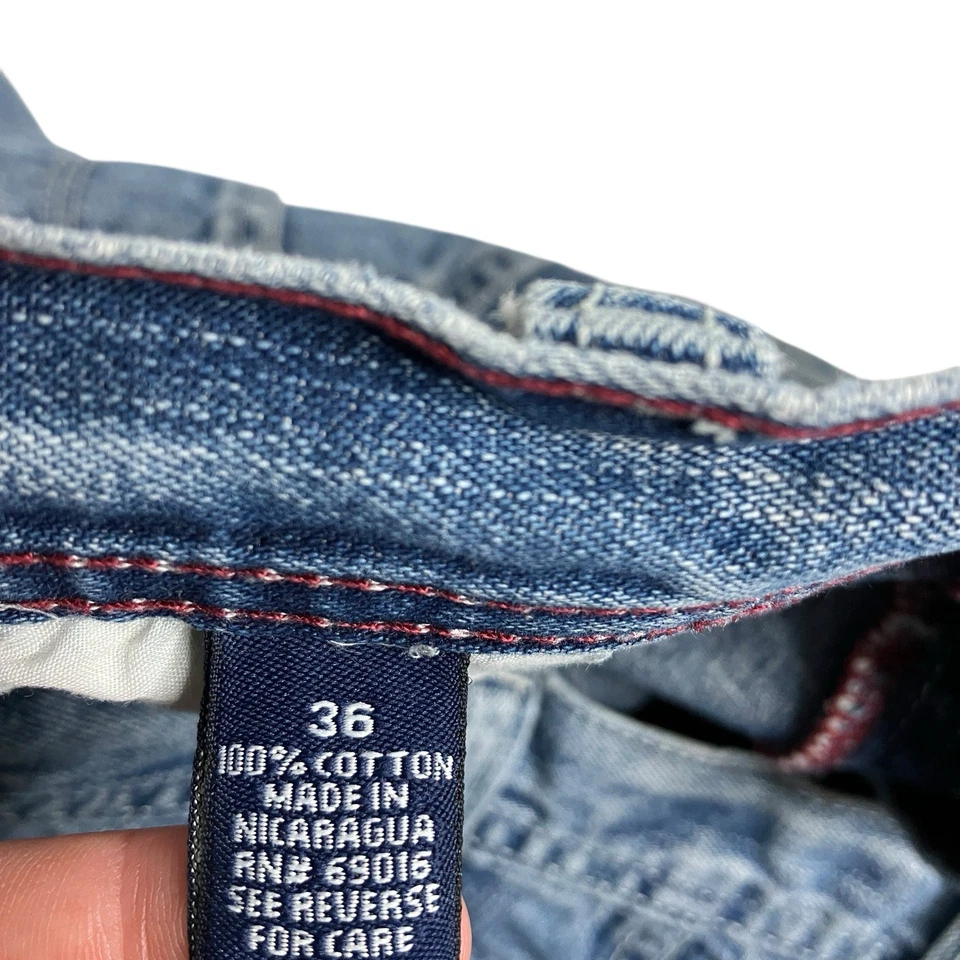 36
100% COTTON
MADE IN
NICARAGUA
RN# 69016
SEE REVERSE
FOR CARE